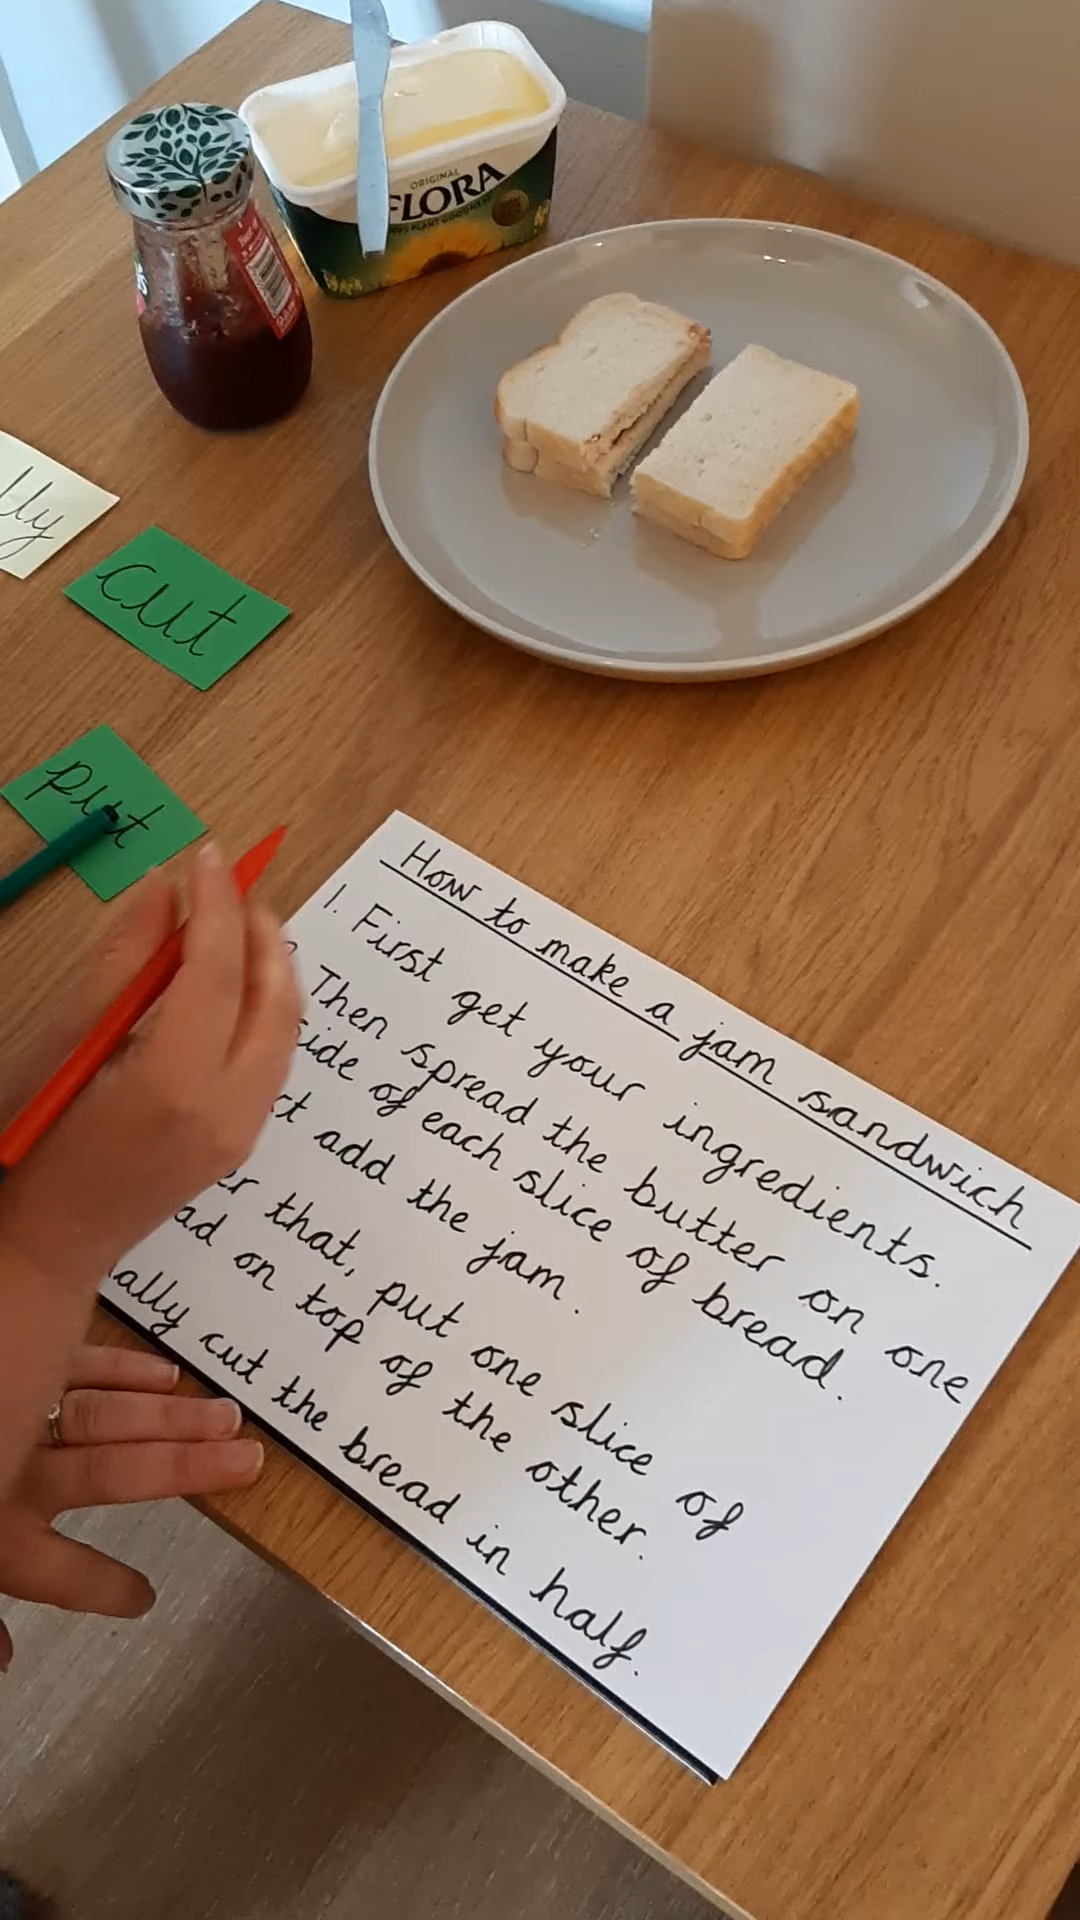 ORIGINAL
FLORA
cut
put
How to make a jam sandwich
1. First get your ingredients.
Then spread the butter on one
side of each slice of bread.
add the jam.
that, put one slice of
on top of the other.
cut the bread in half.